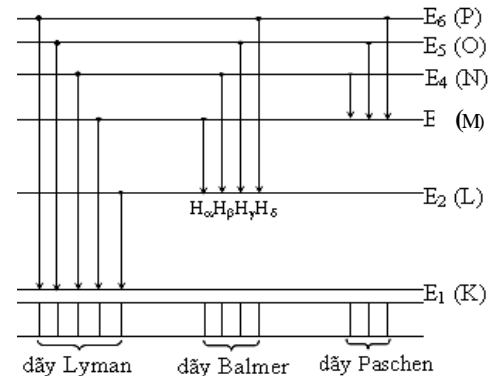 E₆ (P)
E₅ (O)
E₄ (N)
E (M)
E₂ (L)
HαHβHγHδ
E₁ (K)
dãy Lyman dãy Balmer dãy Paschen